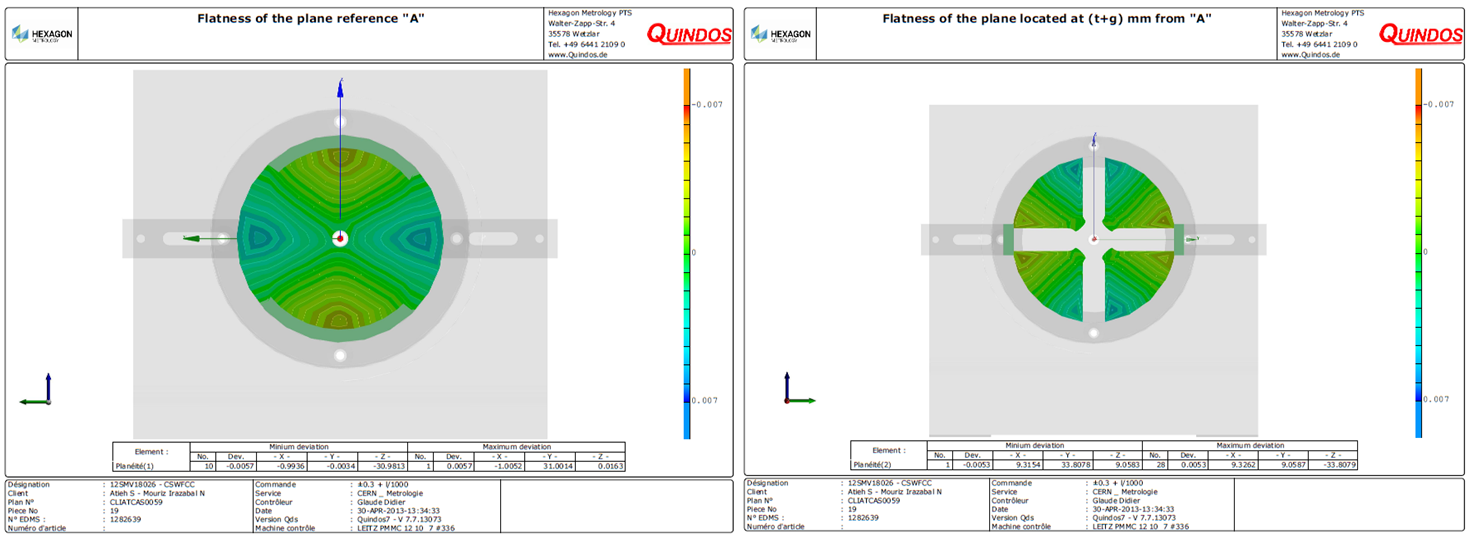 HEXAGON
METROLOGY
Flatness of the plane reference "A"
Hexagon Metrology PTS
Walter-Zapp-Str. 4
35578 Wetzlar
Tel. +49 6441 2109 0
www.Quindos.de
QUINDOS
-0.007
0
0.007
Element : Minium deviation Maximum deviation
No. Dev. - X - - Y - - Z - No. Dev. - X - - Y - - Z -
Planéité(1) 10 -0.0057 -0.9936 -0.0034 -30.9813 1 0.0057 -1.0052 31.0014 0.0163
Désignation : 12SMV18026 - CSWFCC Commande : ±0.3 + l/1000
Client : Atieh S - Mouriz Irazabal N Service : CERN _ Metrologie
Plan N° : CLIATCAS0059 Contrôleur : Glaude Didier
Piece No : 19 Date : 30-APR-2013-13:34:33
N° EDMS : 1282639 Version Qds : Quindos7 - V 7.7.13073
Numéro d'article : Machine contrôle : LEITZ PMMC 12 10 7 #336
HEXAGON
METROLOGY
Flatness of the plane located at (t+g) mm from "A"
Hexagon Metrology PTS
Walter-Zapp-Str. 4
35578 Wetzlar
Tel. +49 6441 2109 0
www.Quindos.de
QUINDOS
-0.007
0
0.007
Element : Minium deviation Maximum deviation
No. Dev. - X - - Y - - Z - No. Dev. - X - - Y - - Z -
Planéité(2) 1 -0.0053 9.3154 33.8078 9.0583 28 0.0053 9.3262 9.0587 -33.8079
Désignation : 12SMV18026 - CSWFCC Commande : ±0.3 + l/1000
Client : Atieh S - Mouriz Irazabal N Service : CERN _ Metrologie
Plan N° : CLIATCAS0059 Contrôleur : Glaude Didier
Piece No : 19 Date : 30-APR-2013-13:34:33
N° EDMS : 1282639 Version Qds : Quindos7 - V 7.7.13073
Numéro d'article : Machine contrôle : LEITZ PMMC 12 10 7 #336